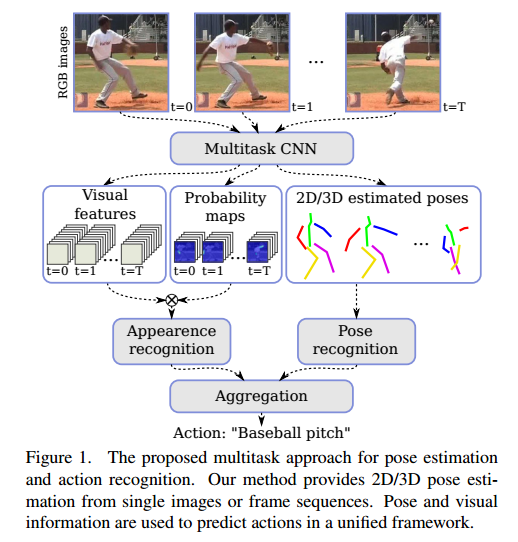 RGB images
t=0
t=1
...
t=T
Multitask CNN
Visual
features
t=0 t=1 ... t=T
Probability
maps
t=0 t=1 ... t=T
2D/3D estimated poses
...
Appearence
recognition
Pose
recognition
Aggregation
Action: "Baseball pitch"
Figure 1. The proposed multitask approach for pose estimation
and action recognition. Our method provides 2D/3D pose esti-
mation from single images or frame sequences. Pose and visual
information are used to predict actions in a unified framework.